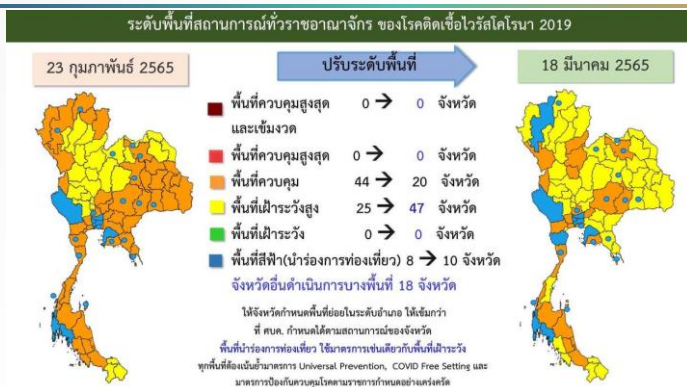 ระดับพื้นที่สถานการณ์ทั่วราชอาณาจักร ของโรคติดเชื้อไวรัสโคโรนา 2019
23 กุมภาพันธ์ 2565
ปรับระดับพื้นที่
18 มีนาคม 2565
พื้นที่ควบคุมสูงสุด 0 → 0 จังหวัด
และเข้มงวด
พื้นที่ควบคุมสูงสุด 0 → 0 จังหวัด
พื้นที่ควบคุม 44 → 20 จังหวัด
พื้นที่เฝ้าระวังสูง 25 → 47 จังหวัด
พื้นที่เฝ้าระวัง 0 → 0 จังหวัด
พื้นที่สีฟ้า(นำร่องการท่องเที่ยว) 8 → 10 จังหวัด
จังหวัดอื่นดำเนินการบางพื้นที่ 18 จังหวัด
ให้จังหวัดกำหนดพื้นที่ย่อยในระดับอำเภอ ให้เข้มกว่า
ที่ ศบค. กำหนดได้ตามสถานการณ์ของจังหวัด
พื้นที่นำร่องการท่องเที่ยว ใช้มาตรการเช่นเดียวกับพื้นที่เฝ้าระวัง
ทุกพื้นที่ต้องเน้นย้ำมาตรการ Universal Prevention, COVID Free Setting และ
มาตรการป้องกันควบคุมโรคตามราชการกำหนดอย่างเคร่งครัด